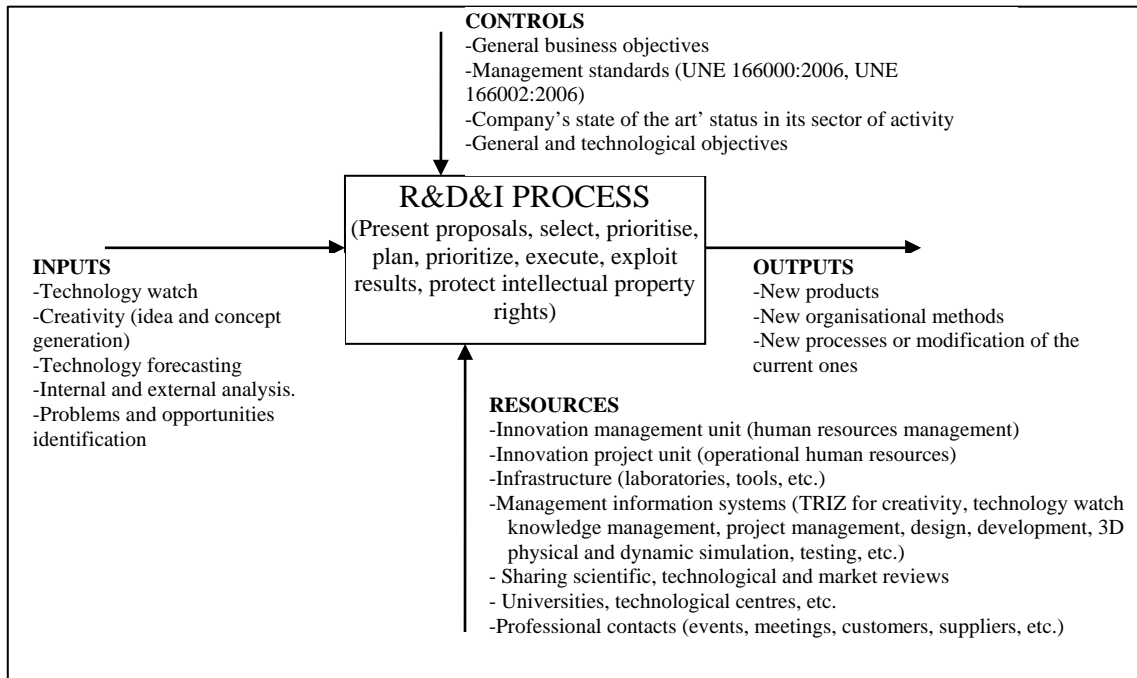 CONTROLS
-General business objectives
-Management standards (UNE 166000:2006, UNE
166002:2006)
-Company's state of the art' status in its sector of activity
-General and technological objectives
R&D&I PROCESS
(Present proposals, select, prioritise,
plan, prioritize, execute, exploit
results, protect intellectual property
rights)
INPUTS
-Technology watch
-Creativity (idea and concept
generation)
-Technology forecasting
-Internal and external analysis.
-Problems and opportunities
identification
OUTPUTS
-New products
-New organisational methods
-New processes or modification of the
current ones
RESOURCES
-Innovation management unit (human resources management)
-Innovation project unit (operational human resources)
-Infrastructure (laboratories, tools, etc.)
-Management information systems (TRIZ for creativity, technology watch
knowledge management, project management, design, development, 3D
physical and dynamic simulation, testing, etc.)
- Sharing scientific, technological and market reviews
- Universities, technological centres, etc.
-Professional contacts (events, meetings, customers, suppliers, etc.)